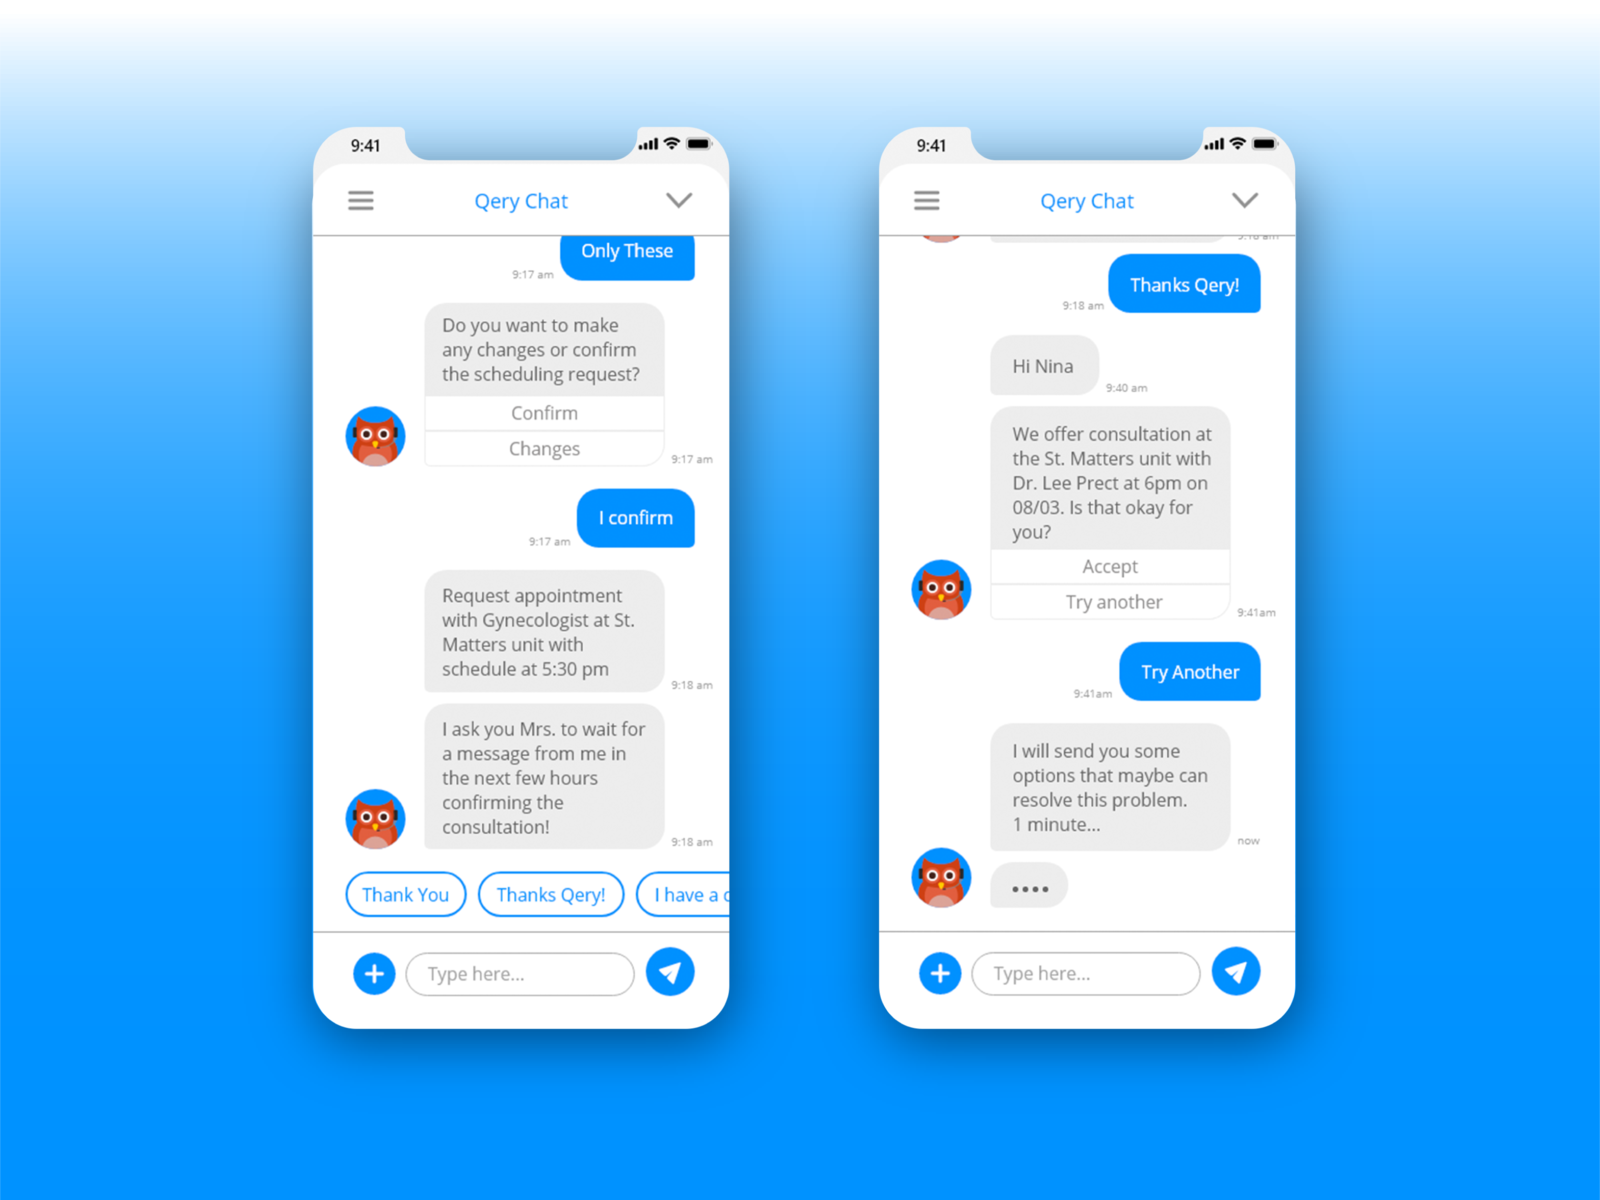 9:41
Qery Chat
Only These
9:17 am
Do you want to make
any changes or confirm
the scheduling request?
Confirm
Changes
9:17 am
I confirm
9:17 am
Request appointment
with Gynecologist at St.
Matters unit with
schedule at 5:30 pm
9:18 am
I ask you Mrs. to wait for
a message from me in
the next few hours
confirming the
consultation!
9:18 am
Thank You
Thanks Qery!
I have a
Type here...
9:41
Qery Chat
9:18 am
Thanks Qery!
9:18 am
Hi Nina
9:40 am
We offer consultation at
the St. Matters unit with
Dr. Lee Prect at 6pm on
08/03. Is that okay for
you?
Accept
Try another
9:41am
Try Another
9:41am
I will send you some
options that maybe can
resolve this problem.
1 minute...
now
Type here...